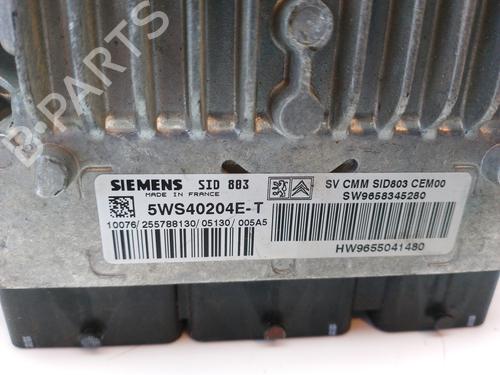 B-PARTS
SIEMENS SID 803
MADE IN FRANCE
5WS40204E-T
10076/255788130/05130/005A5
SV CMM SID803 CEM00
SW9658345280
HW9655041480